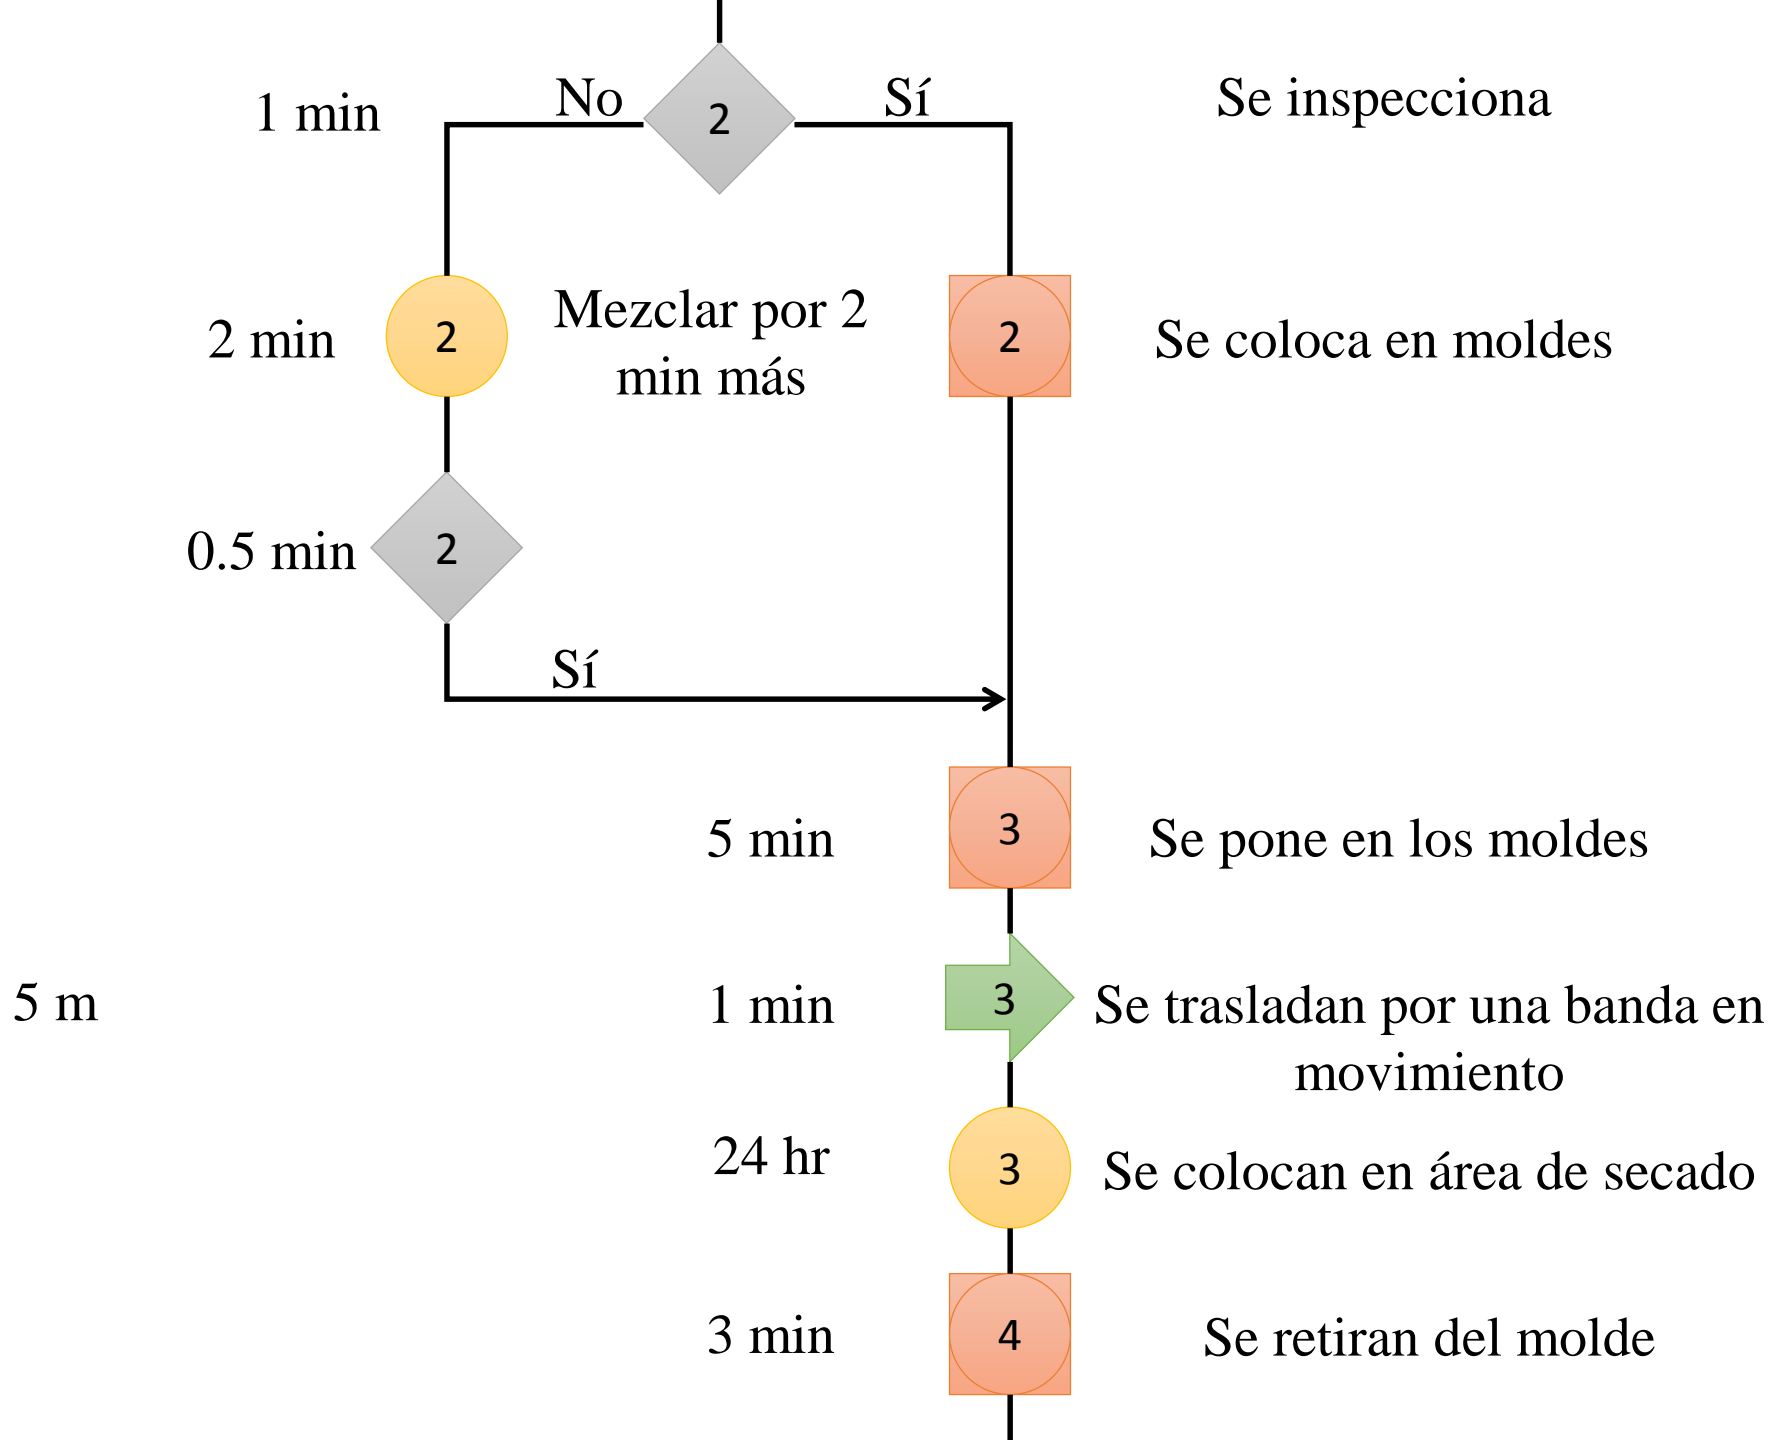 No
Sí
1 min
2
Se inspecciona
2 min
2
Mezclar por 2
min más
2
Se coloca en moldes
0.5 min
2
Sí
5 min
3
Se pone en los moldes
5 m
1 min
3
Se trasladan por una banda en
movimiento
24 hr
3
Se colocan en área de secado
3 min
4
Se retiran del molde